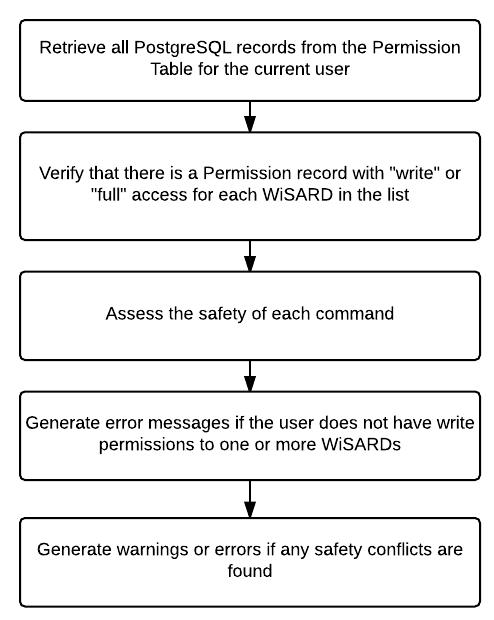 Retrieve all PostgreSQL records from the Permission
Table for the current user
Verify that there is a Permission record with "write" or
"full" access for each WiSARD in the list
Assess the safety of each command
Generate error messages if the user does not have write
permissions to one or more WiSARDs
Generate warnings or errors if any safety conflicts are
found